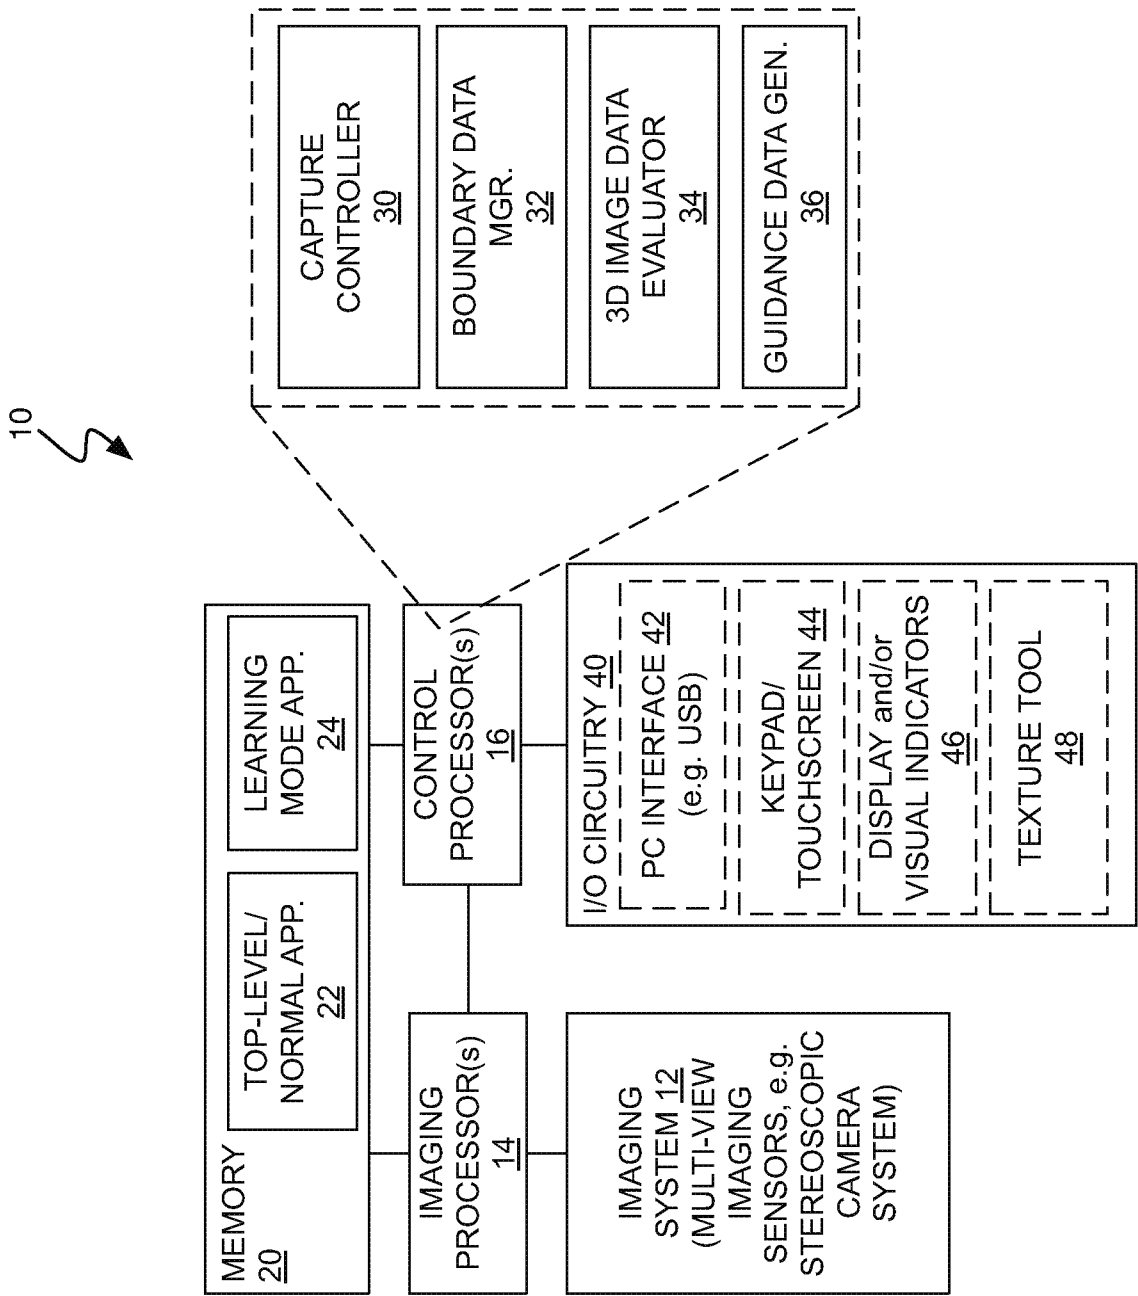 10
MEMORY
20
TOP-LEVEL/
NORMAL APP.
22
LEARNING
MODE APP.
24
IMAGING
PROCESSOR(s)
14
CONTROL
PROCESSOR(s)
16
IMAGING
SYSTEM 12
(MULTI-VIEW
IMAGING
SENSORS, e.g.
STEREOSCOPIC
CAMERA
SYSTEM)
I/O CIRCUITRY 40
PC INTERFACE 42
(e.g. USB)
KEYPAD/
TOUCHSCREEN 44
DISPLAY and/or
VISUAL INDICATORS
46
TEXTURE TOOL
48
CAPTURE
CONTROLLER
30
BOUNDARY DATA
MGR.
32
3D IMAGE DATA
EVALUATOR
34
GUIDANCE DATA GEN.
36